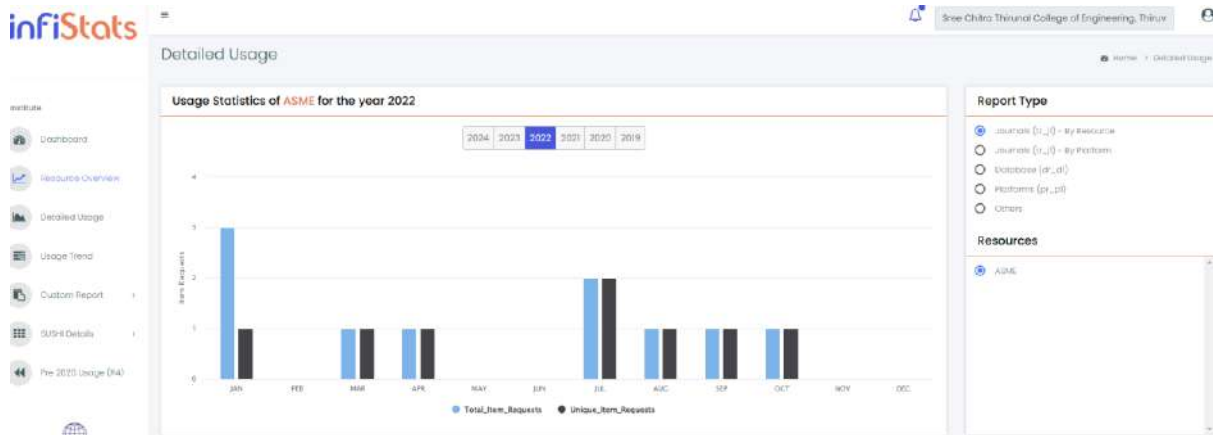 infiStats
Sree Chitra Thirunal College of Engineering, Thiruv
Detailed Usage
Home > Detailed Usage
Institute
Dashboard
Resource Overview
Detailed Usage
Usage Trend
Custom Report
SUSHI Details
Pre 2020 Usage (R4)
Usage Statistics of ASME for the year 2022
2024 2023 2022 2021 2020 2019
4
3
2
1
0
Item Requests
JAN FEB MAR APR MAY JUN JUL AUG SEP OCT NOV DEC
Total_Item_Requests Unique_Item_Requests
Report Type
Journals (tr_j1) - By Resource
Journals (tr_j1) - By Platform
Database (dr_d1)
Platforms (pr_p1)
Others
Resources
ASME